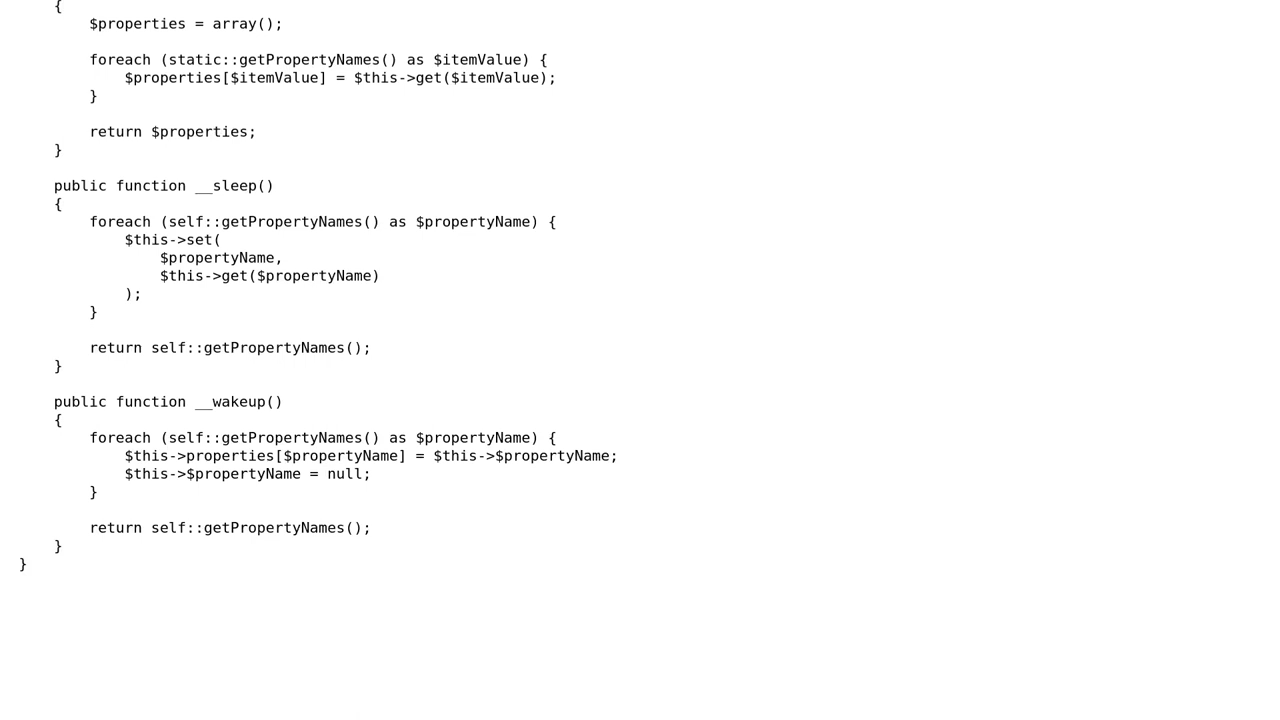 {
        $properties = array();

        foreach (static::getPropertyNames() as $itemValue) {
            $properties[$itemValue] = $this->get($itemValue);
        }

        return $properties;
    }

    public function __sleep()
    {
        foreach (self::getPropertyNames() as $propertyName) {
            $this->set(
                $propertyName,
                $this->get($propertyName)
            );
        }

        return self::getPropertyNames();
    }

    public function __wakeup()
    {
        foreach (self::getPropertyNames() as $propertyName) {
            $this->properties[$propertyName] = $this->$propertyName;
            $this->$propertyName = null;
        }

        return self::getPropertyNames();
    }
}